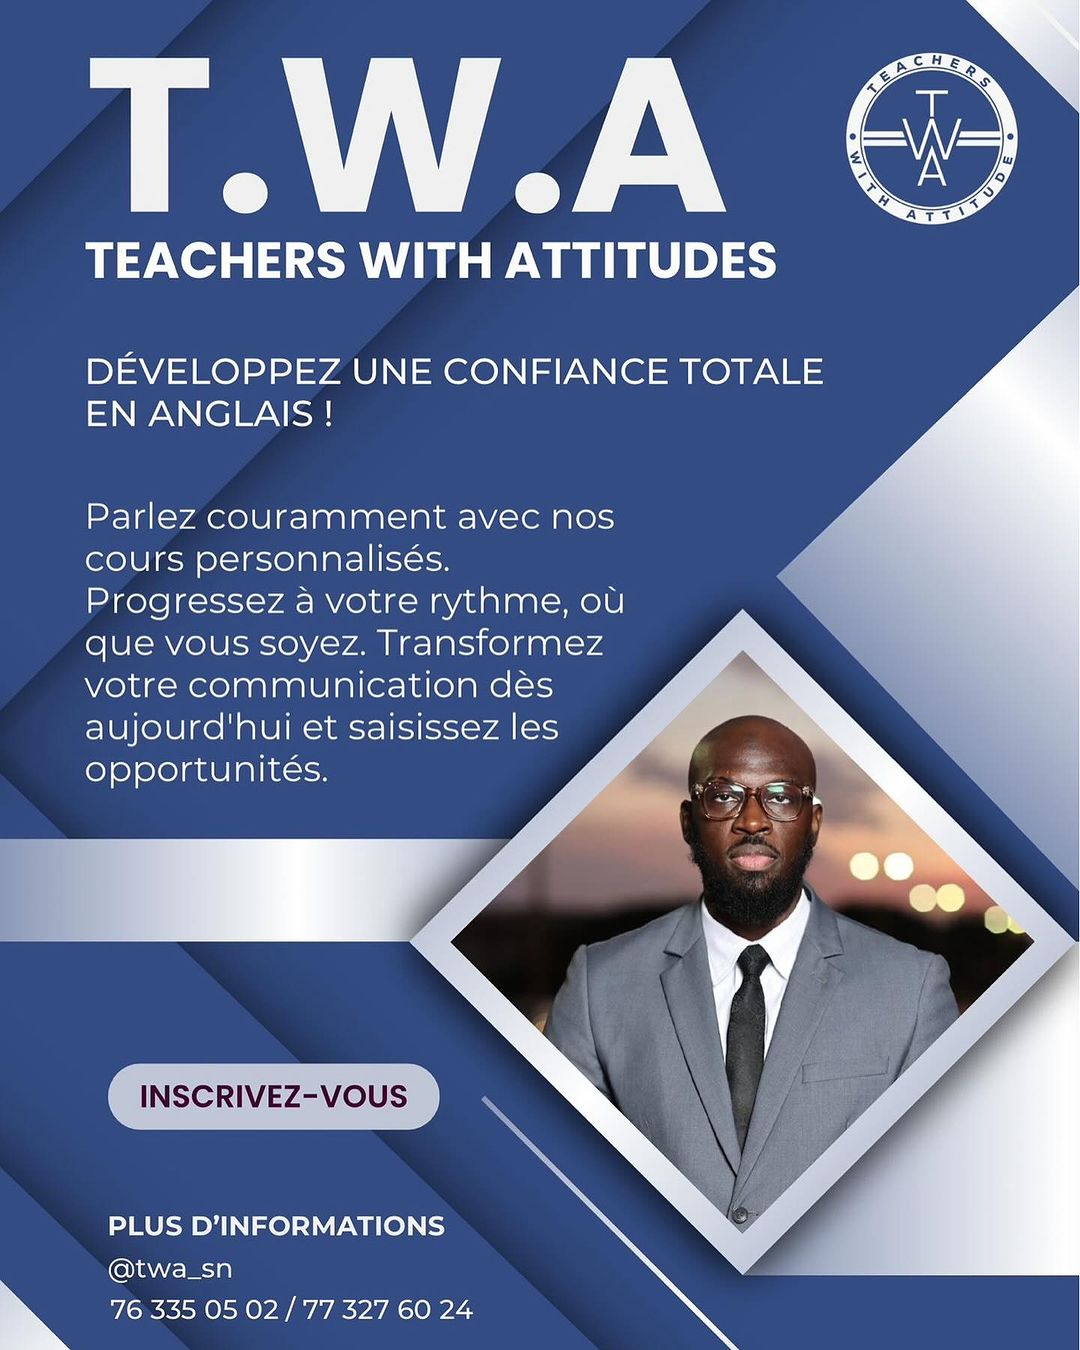 T.W.A
TEACHERS WITH ATTITUDES
TEACHERS
T
W
A
WITH ATTITUDE
DÉVELOPPEZ UNE CONFIANCE TOTALE
EN ANGLAIS !
Parlez couramment avec nos
cours personnalisés.
Progressez à votre rythme, où
que vous soyez. Transformez
votre communication dès
aujourd'hui et saisissez les
opportunités.
INSCRIVEZ-VOUS
PLUS D’INFORMATIONS
@twa_sn
76 335 05 02 / 77 327 60 24